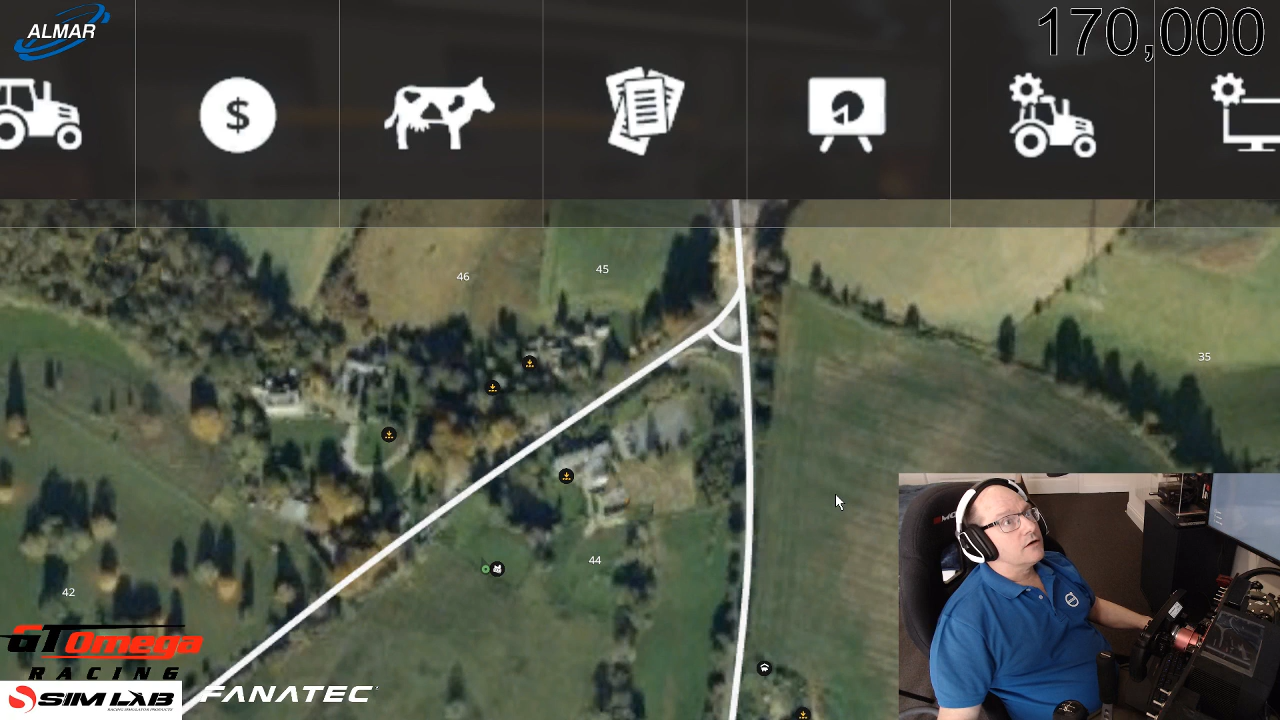 ALMAR
170,000
$
46
45
35
44
42
GT Omega
RACING
SIM LAB
FANATEC